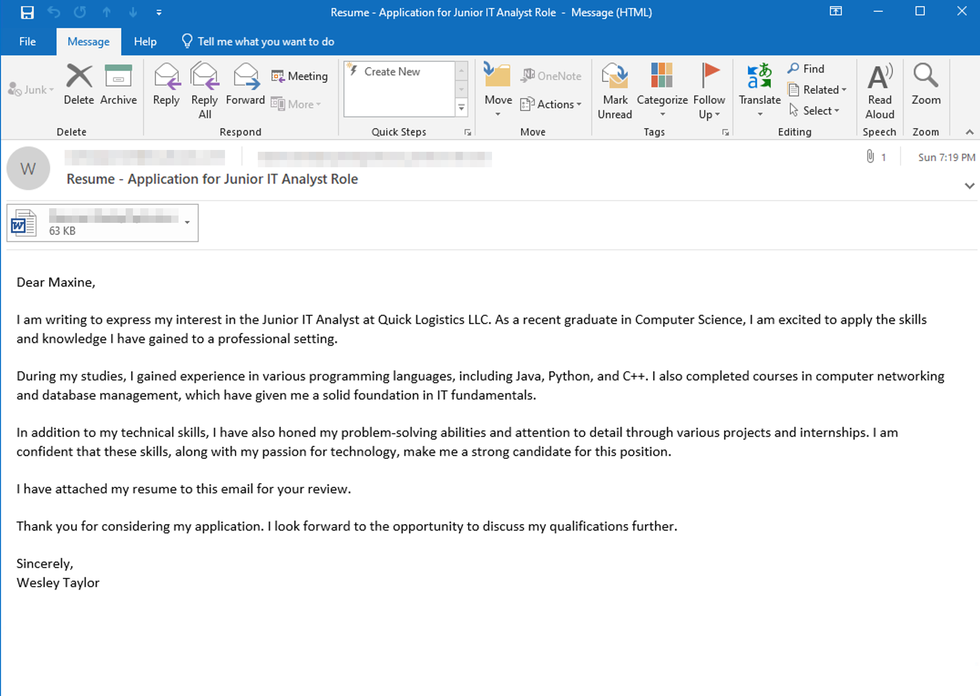 Resume - Application for Junior IT Analyst Role - Message (HTML)
File Message Help Tell me what you want to do
Junk
Delete
Archive
Reply
Reply All
Forward
Meeting
More
Create New
Move
OneNote
Actions
Mark Unread
Categorize
Follow Up
Translate
Find
Related
Select
Read Aloud
Zoom
Delete Respond Quick Steps Move Tags Editing Speech Zoom
W
1 Sun 7:19 PM
Resume - Application for Junior IT Analyst Role
63 KB
Dear Maxine,
I am writing to express my interest in the Junior IT Analyst at Quick Logistics LLC. As a recent graduate in Computer Science, I am excited to apply the skills
and knowledge I have gained to a professional setting.
During my studies, I gained experience in various programming languages, including Java, Python, and C++. I also completed courses in computer networking
and database management, which have given me a solid foundation in IT fundamentals.
In addition to my technical skills, I have also honed my problem-solving abilities and attention to detail through various projects and internships. I am
confident that these skills, along with my passion for technology, make me a strong candidate for this position.
I have attached my resume to this email for your review.
Thank you for considering my application. I look forward to the opportunity to discuss my qualifications further.
Sincerely,
Wesley Taylor